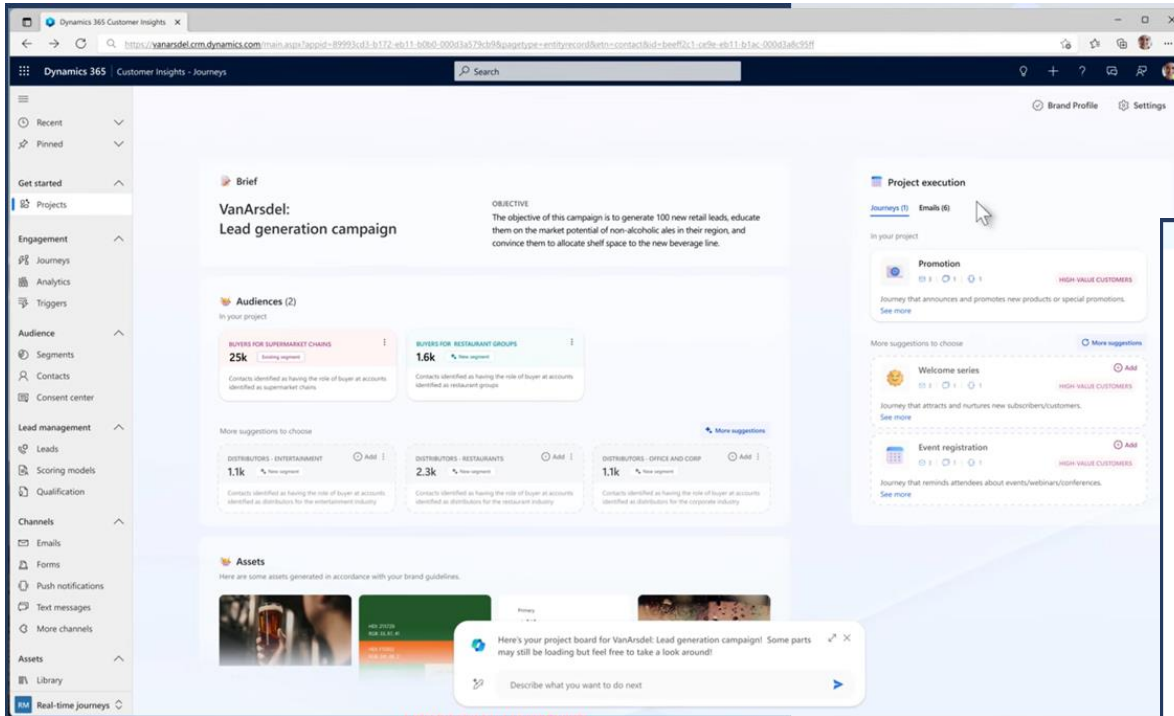 Dynamics 365 Customer Insights
https://vanarsdel.crm.dynamics.com/main.aspx?appid=89993cd3-b172-eb11-b0b0-000d3a579cb9&pagetype=entityrecord&etn=contact&id=beeff2c1-ce9e-eb11-b1ac-000d3a8c95ff
Dynamics 365 Customer Insights - Journeys
Search
Brand Profile
Settings
Recent
Pinned
Get started
Projects
Engagement
Journeys
Analytics
Triggers
Audience
Segments
Contacts
Consent center
Lead management
Leads
Scoring models
Qualification
Channels
Emails
Forms
Push notifications
Text messages
More channels
Assets
Library
RM Real-time journeys
Brief
VanArsdel:
Lead generation campaign
OBJECTIVE
The objective of this campaign is to generate 100 new retail leads, educate
them on the market potential of non-alcoholic ales in their region, and
convince them to allocate shelf space to the new beverage line.
Audiences (2)
In your project
BUYERS FOR SUPERMARKET CHAINS
25k Existing segment
Contacts identified as having the role of buyer at accounts
identified as supermarket chains
BUYERS FOR RESTAURANT GROUPS
1.6k New segment
Contacts identified as having the role of buyer at accounts
identified as restaurant groups
More suggestions to choose
More suggestions
DISTRIBUTORS - ENTERTAINMENT Add
1.1k New segment
Contacts identified as having the role of buyer at accounts
identified as distributors for the entertainment industry
DISTRIBUTORS - RESTAURANTS Add
2.3k New segment
Contacts identified as having the role of buyer at accounts
identified as distributors for the restaurant industry
DISTRIBUTORS - OFFICE AND CORP Add
1.1k New segment
Contacts identified as having the role of buyer at accounts
identified as distributors for the corporate industry
Assets
Here are some assets generated in accordance with your brand guidelines.
Primary
Here's your project board for VanArsdel: Lead generation campaign! Some parts
may still be loading but feel free to take a look around!
Describe what you want to do next
Project execution
Journeys (1) Emails (6)
In your project
Promotion
3 1 1
HIGH-VALUE CUSTOMERS
Journey that announces and promotes new products or special promotions.
See more
More suggestions to choose
More suggestions
Welcome series
Add
3 1 1
HIGH-VALUE CUSTOMERS
Journey that attracts and nurtures new subscribers/customers.
See more
Event registration
Add
3 1 1
HIGH-VALUE CUSTOMERS
Journey that reminds attendees about events/webinars/conferences.
See more